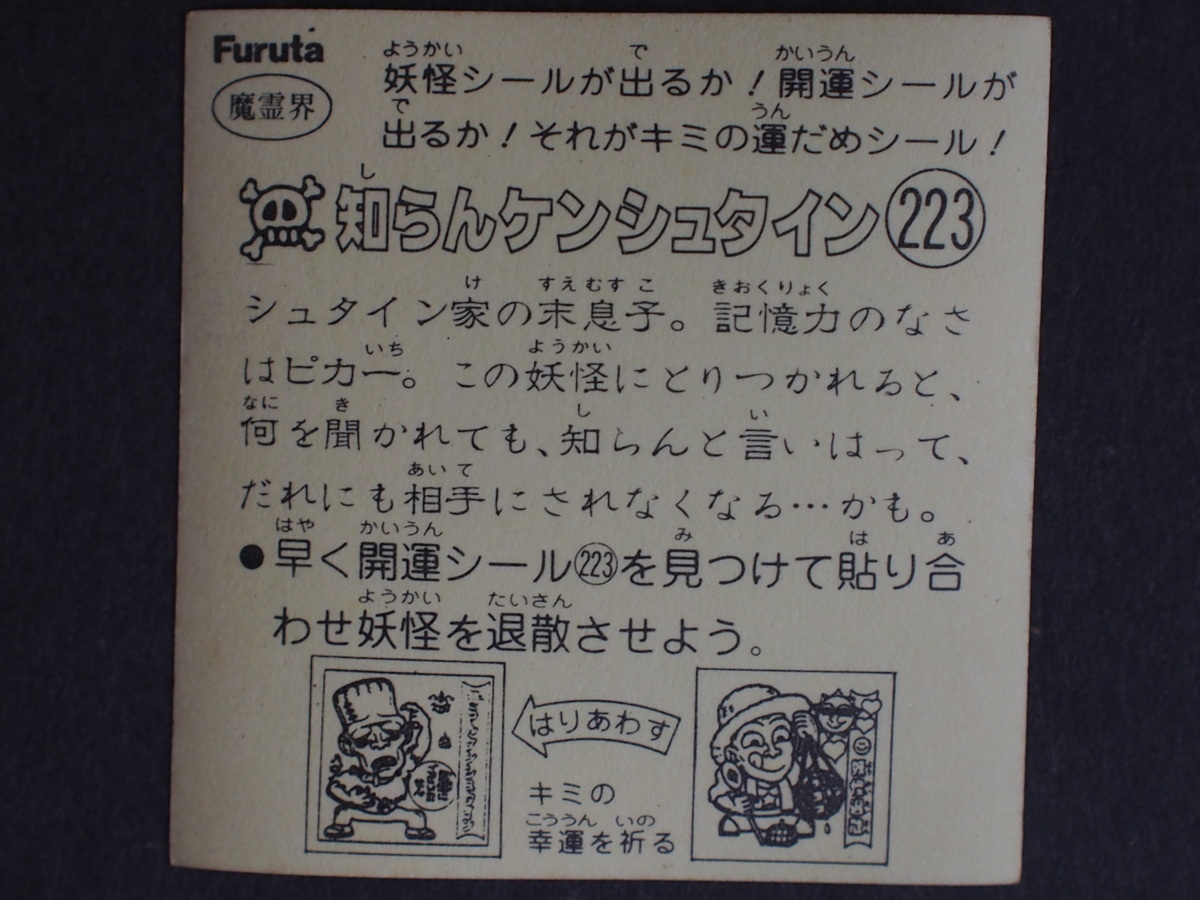 Furuta
魔霊界
妖怪シールが出るか!開運シールが
出るか!それがキミの運だめシール!
知らんケンシュタイン 223
シュタイン家の末息子。記憶力のなさ
はピカ一。この妖怪にとりつかれると、
何を聞かれても、知らんと言いはって、
だれにも相手にされなくなる…かも。
●早く開運シール223を見つけて貼り合
わせ妖怪を退散させよう。
はりあわす
キミの
幸運を祈る